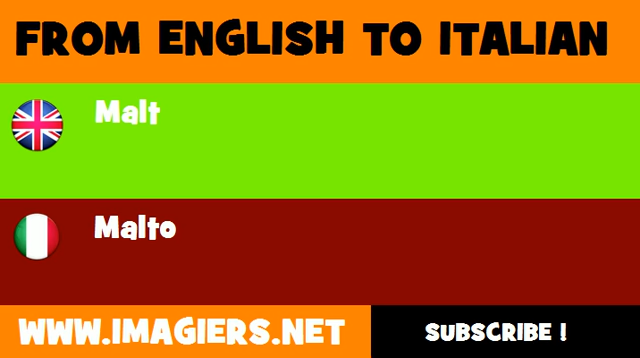 FROM ENGLISH TO ITALIAN
Malt
Malto
WWW.IMAGIERS.NET
SUBSCRIBE !